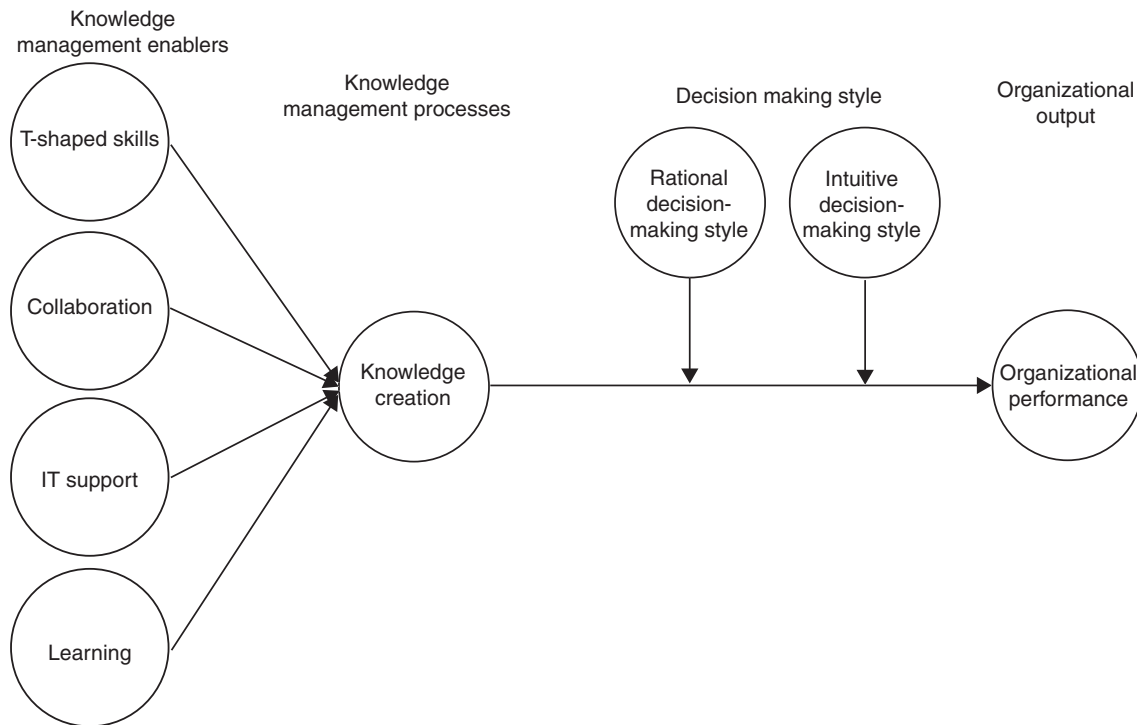 Knowledge
management enablers
T-shaped skills
Collaboration
IT support
Learning
Knowledge
management processes
Knowledge
creation
Decision making style
Rational
decision-
making style
Intuitive
decision-
making style
Organizational
output
Organizational
performance